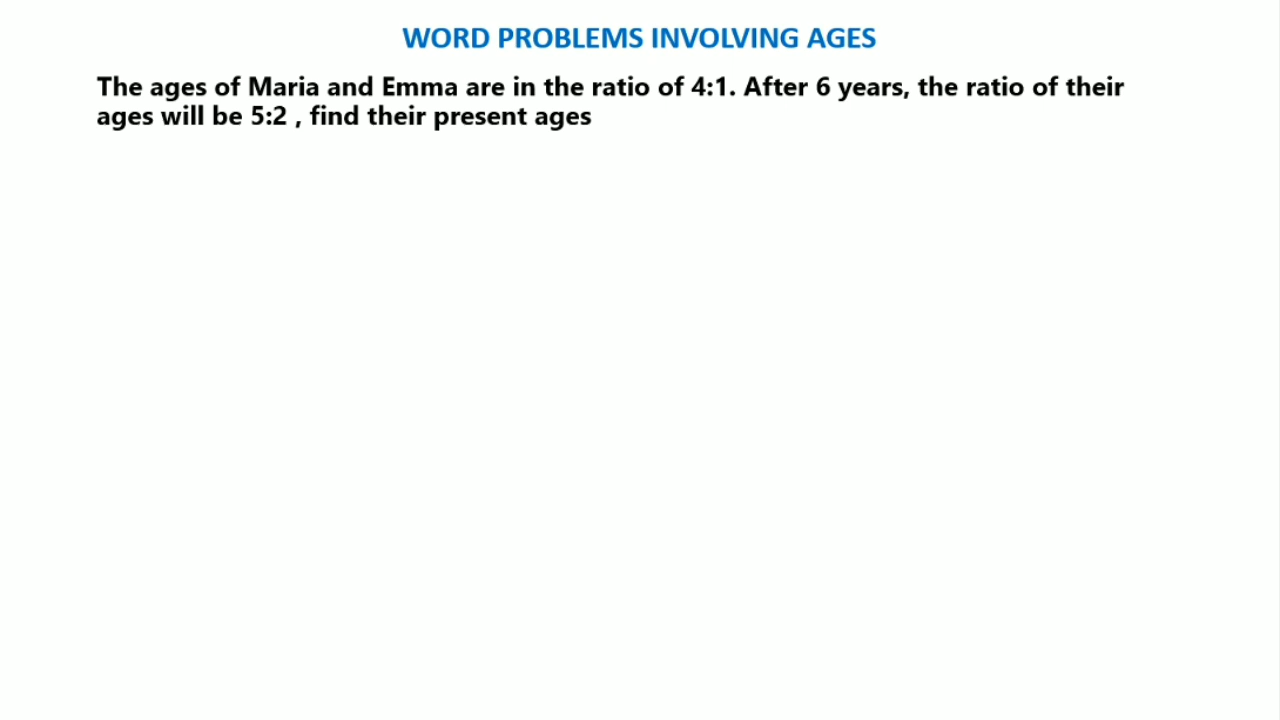 WORD PROBLEMS INVOLVING AGES
The ages of Maria and Emma are in the ratio of 4:1. After 6 years, the ratio of their
ages will be 5:2 , find their present ages